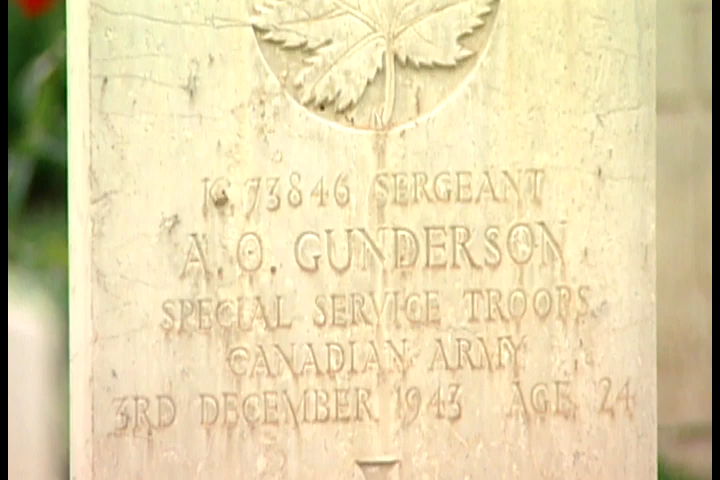 K. 73846 SERGEANT
A. O. GUNDERSON
SPECIAL SERVICE TROOPS
CANADIAN ARMY
3RD DECEMBER 1943 AGE 24